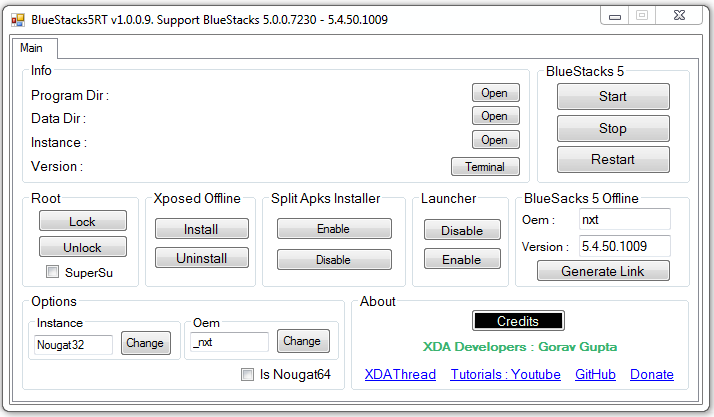 BlueStacks5RT v1.0.0.9. Support BlueStacks 5.0.0.7230 - 5.4.50.1009
Main
Info
Program Dir :
Open
Data Dir :
Open
Instance :
Open
Version :
Terminal
BlueStacks 5
Start
Stop
Restart
Root
Lock
Unlock
SuperSu
Xposed Offline
Install
Uninstall
Split Apks Installer
Enable
Disable
Launcher
Disable
Enable
BlueSacks 5 Offline
Oem : nxt
Version : 5.4.50.1009
Generate Link
Options
Instance
Nougat32 Change
Oem
_nxt Change
Is Nougat64
About
Credits
XDA Developers : Gorav Gupta
XDAThread Tutorials : Youtube GitHub Donate